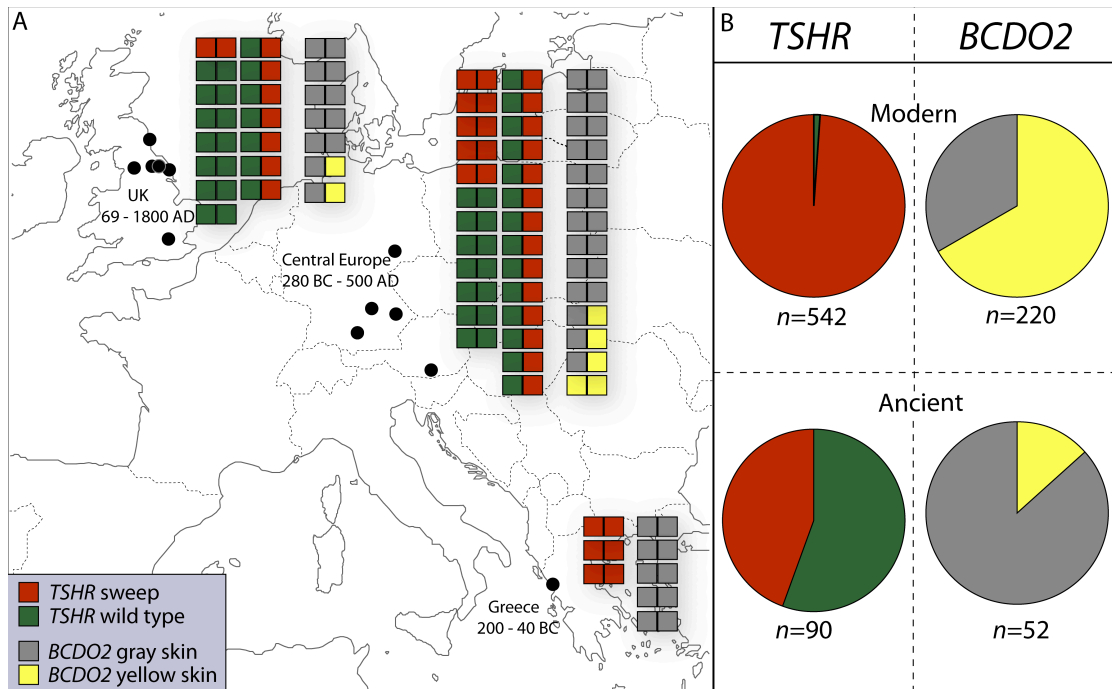 A
UK
69 - 1800 AD
Central Europe
280 BC - 500 AD
Greece
200 - 40 BC
TSHR sweep
TSHR wild type
BCDO2 gray skin
BCDO2 yellow skin
B
TSHR BCDO2
Modern
n=542 n=220
Ancient
n=90 n=52